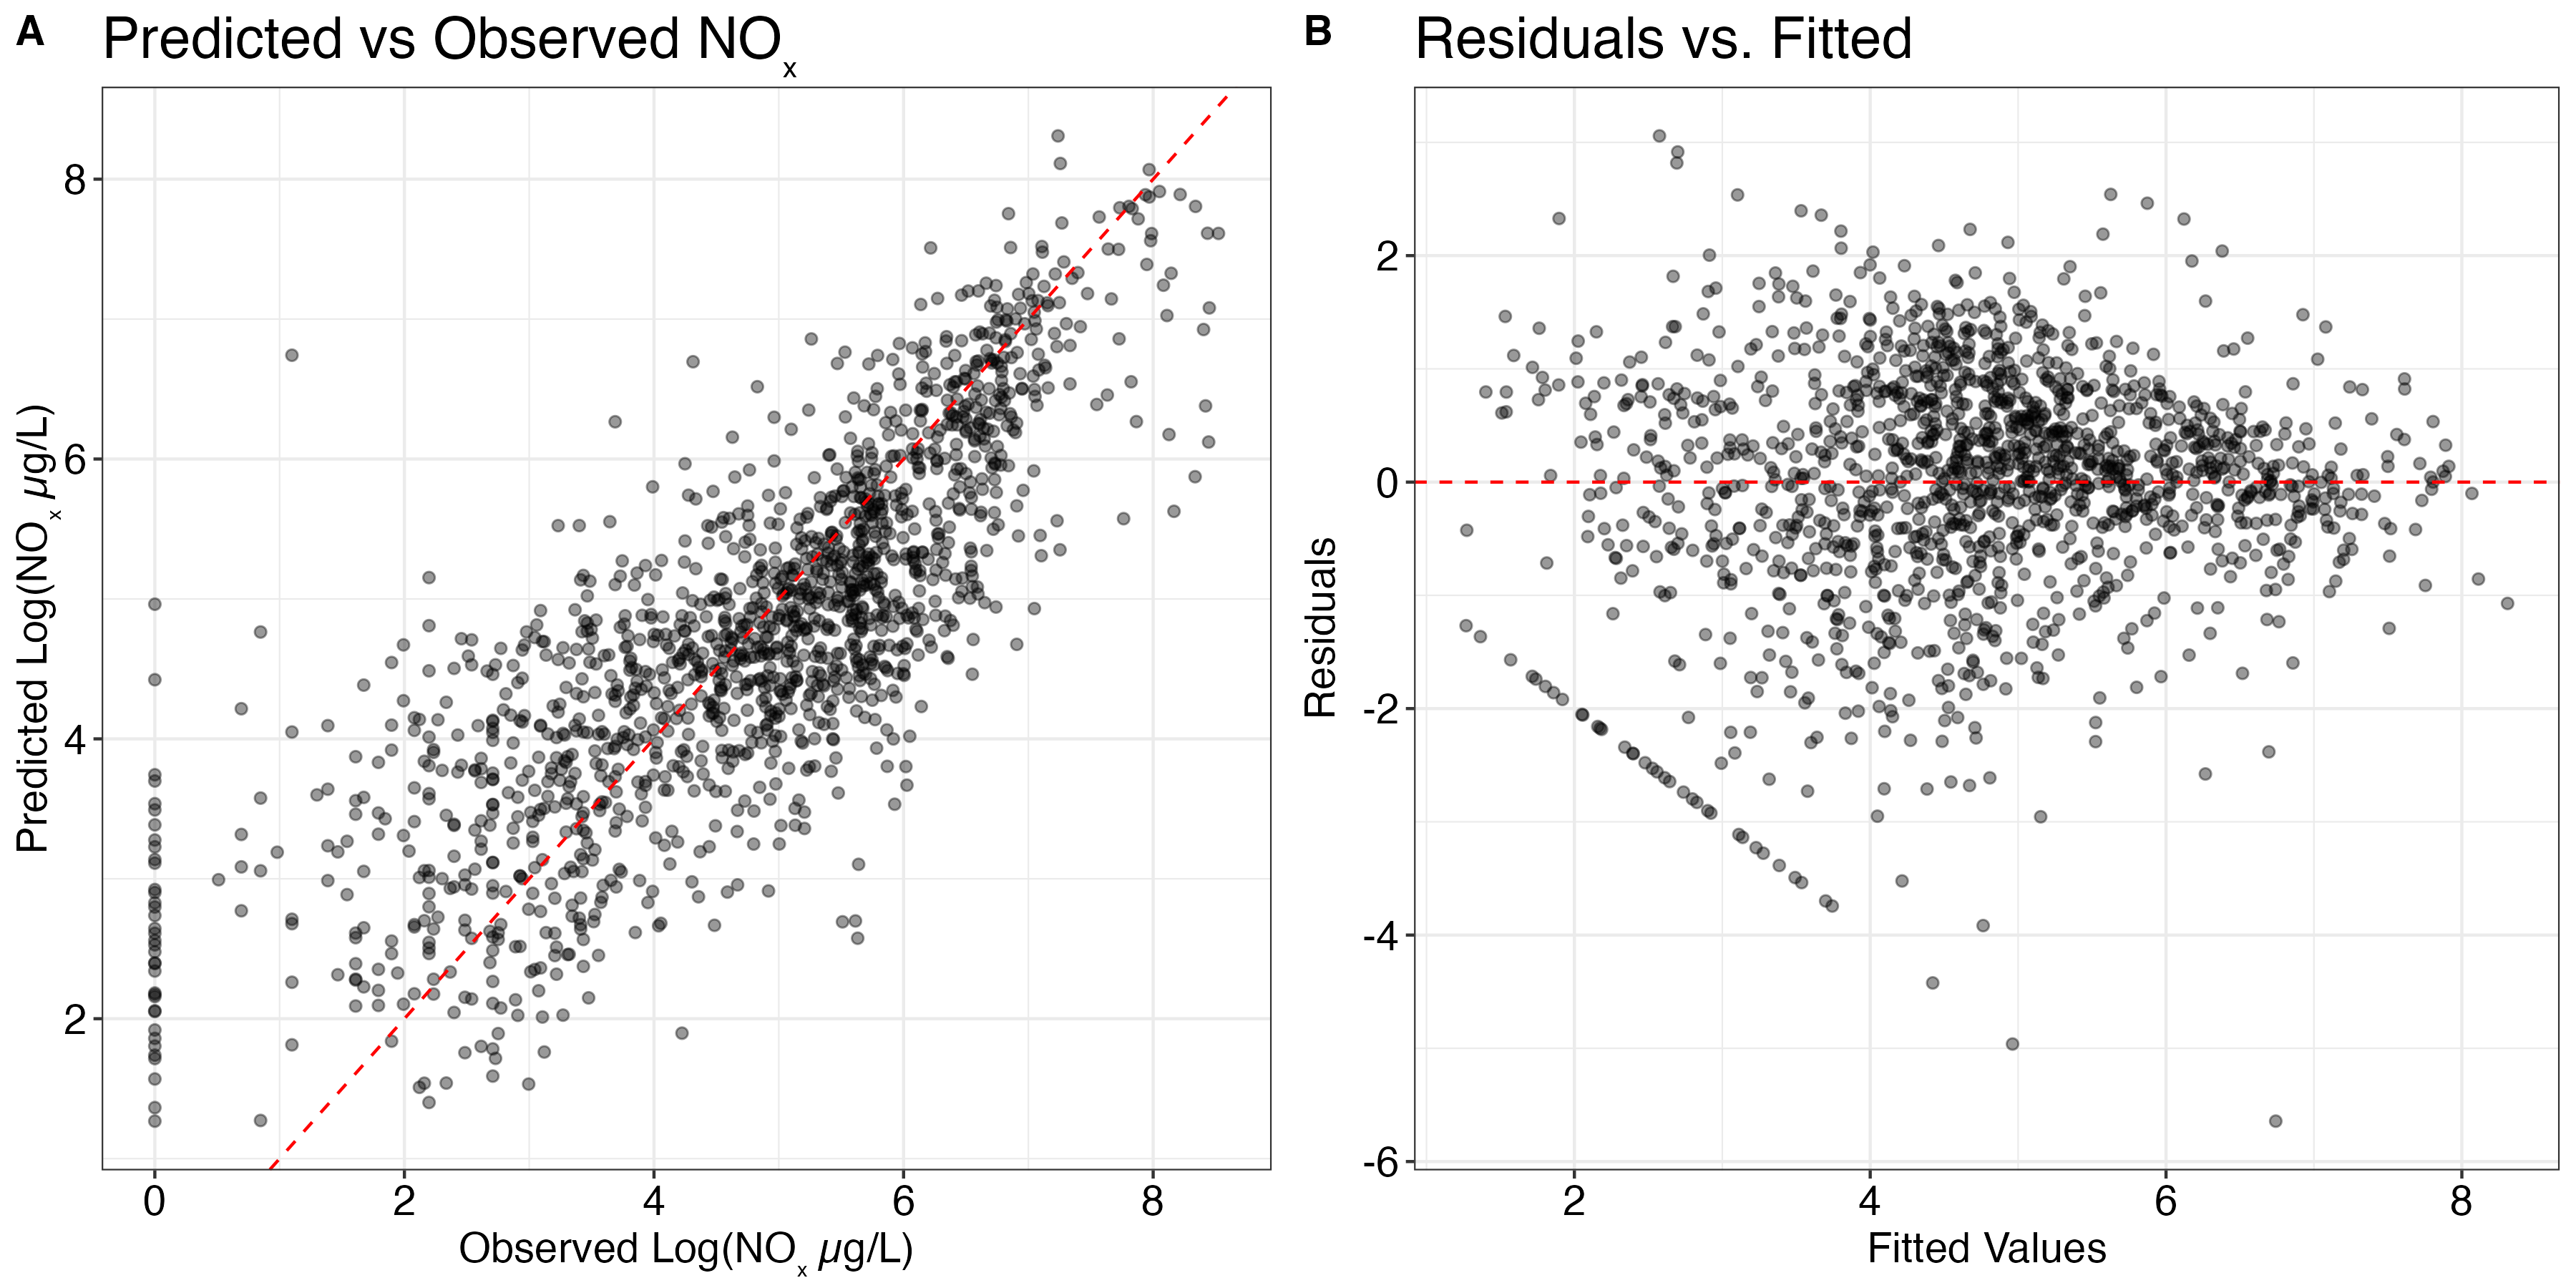 A
Predicted vs Observed NOₓ
8
6
4
2
Predicted Log(NOₓ µg/L)
0 2 4 6 8
Observed Log(NOₓ µg/L)
B
Residuals vs. Fitted
2
0
-2
-4
-6
Residuals
2 4 6 8
Fitted Values